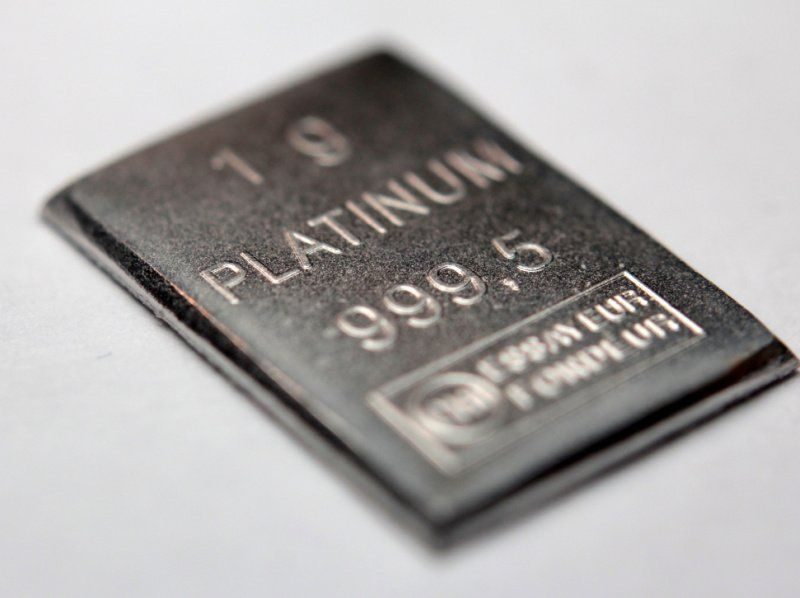 1 g
PLATINUM
999,5
ESSAYEUR
FONDEUR